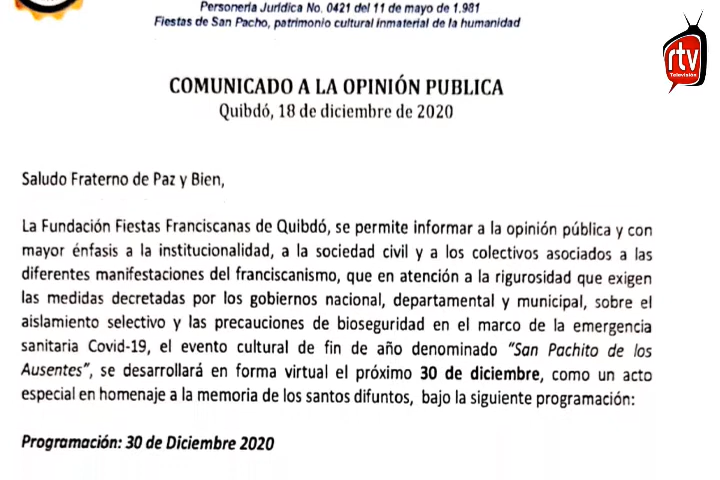 Personería Jurídica No. 0421 del 11 de mayo de 1.981
Fiestas de San Pacho, patrimonio cultural inmaterial de la humanidad
rtv
Televisión
COMUNICADO A LA OPINIÓN PUBLICA
Quibdó, 18 de diciembre de 2020
Saludo Fraterno de Paz y Bien,
La Fundación Fiestas Franciscanas de Quibdó, se permite informar a la opinión pública y con
mayor énfasis a la institucionalidad, a la sociedad civil y a los colectivos asociados a las
diferentes manifestaciones del franciscanismo, que en atención a la rigurosidad que exigen
las medidas decretadas por los gobiernos nacional, departamental y municipal, sobre el
aislamiento selectivo y las precauciones de bioseguridad en el marco de la emergencia
sanitaria Covid-19, el evento cultural de fin de año denominado “San Pachito de los
Ausentes”, se desarrollará en forma virtual el próximo 30 de diciembre, como un acto
especial en homenaje a la memoria de los santos difuntos, bajo la siguiente programación:
Programación: 30 de Diciembre 2020